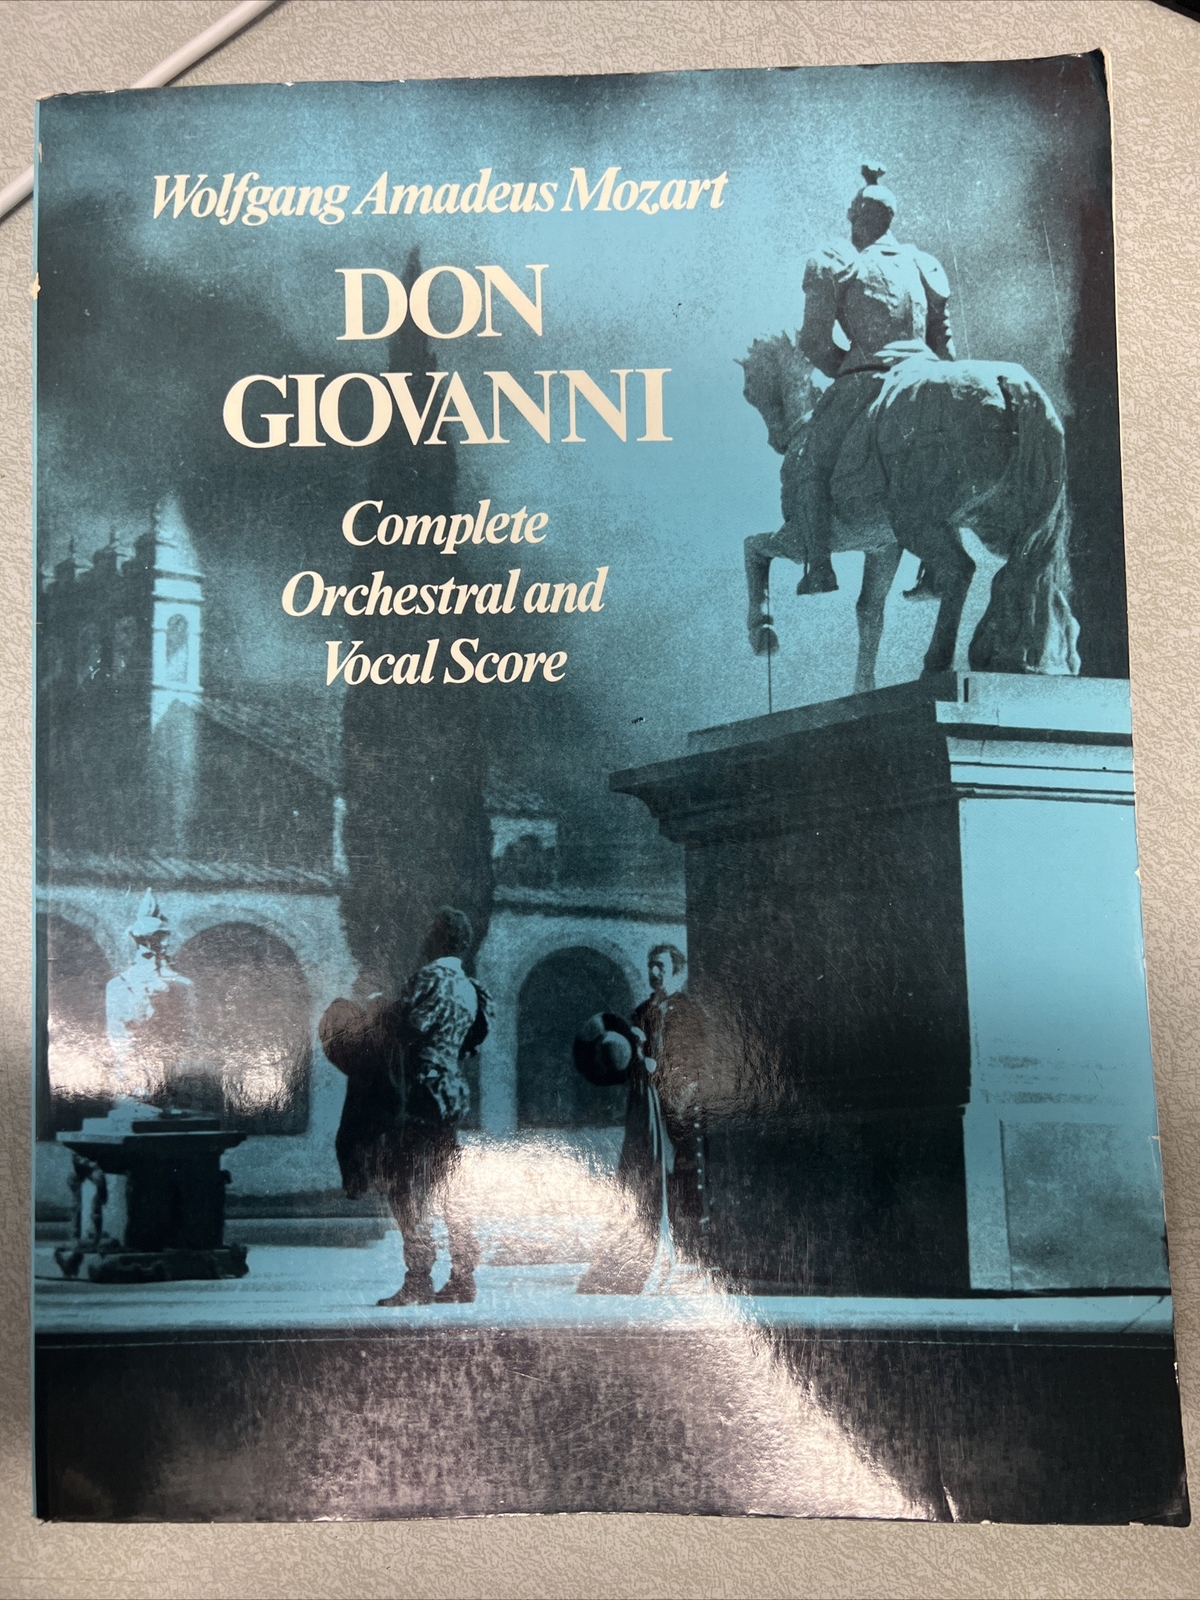 Wolfgang Amadeus Mozart
DON
GIOVANNI
Complete
Orchestral and
Vocal Score